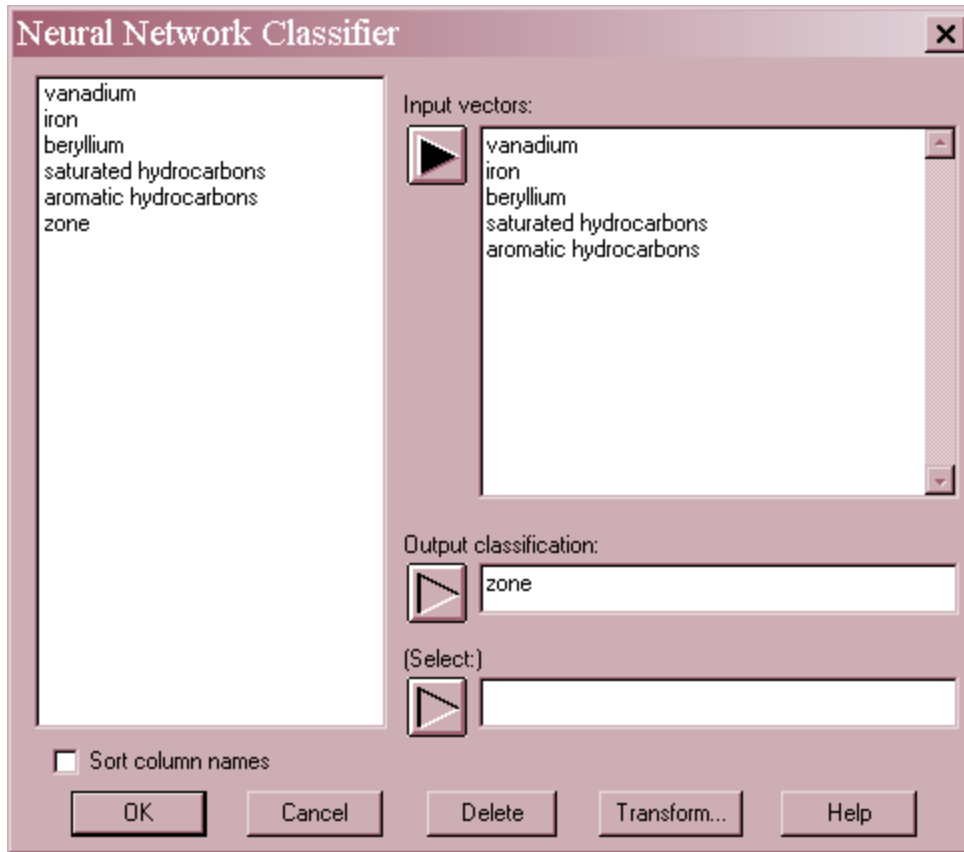 Neural Network Classifier
vanadium
iron
beryllium
saturated hydrocarbons
aromatic hydrocarbons
zone
Input vectors:
vanadium
iron
beryllium
saturated hydrocarbons
aromatic hydrocarbons
Output classification:
zone
(Select:)
Sort column names
OK Cancel Delete Transform... Help